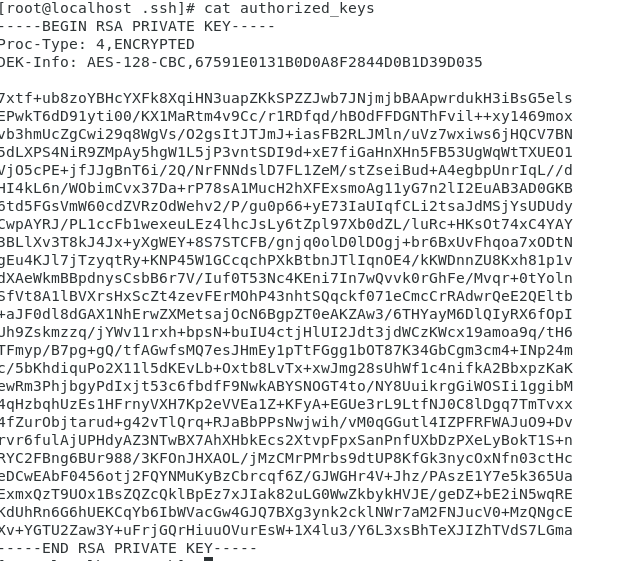 [root@localhost .ssh]# cat authorized_keys
-----BEGIN RSA PRIVATE KEY-----
Proc-Type: 4,ENCRYPTED
DEK-Info: AES-128-CBC,67591E0131B0D0A8F2844D0B1D39D035

7xtf+ub8zoYBHcYXFk8XqiHN3uapZKkSPZZJwb7JNjmjbBAApwrdukH3iBsG5els
EPwkT6dD91yti00/KX1MaRtm4v9Cc/r1RDfqd/hBOdFFDGNThFvil++xy1469mox
vb3hmUcZgCwi29q8WgVs/O2gsItJTJmJ+iasFB2RLJMln/uVz7wxiws6jHQCV7BN
5dLXPS4NiR9ZMpAy5hgW1L5jP3vntSDI9d+xE7fiGaHnXHn5FB53UgWqWtTXUEO1
VjO5cPE+jfJJgBnT6i/2Q/NrFNNdslD7FL1ZeM/stZseiBud+A4egbpUnrIqL//d
HI4kL6n/WObimCvx37Da+rP78sA1MucH2hXFExsmoAg11yG7n2lI2EuAB3AD0GKB
6td5FGsVmW60cdZVRzOdWehv2/P/gu0p66+yE73IaUIqfCLi2tsaJdMSjYsUDUdy
CwpAYRJ/PL1ccFb1wexeuLEz4lhcJsLy6tZpl97Xb0dZL/luRc+HKsOt74xC4YAY
3BLlXv3T8kJ4Jx+yXgWEY+8S7STCFB/gnjq0olD0lDOgj+br6BxUvFhqoa7xODtN
gEu4KJl7jTzyqtRy+KNP45W1GCcqchPXkBtbnJTlIqnOE4/kKWDnnZU8Kxh81p1v
dXAeWkmBBpdnysCsbB6r7V/Iuf0T53Nc4KEni7In7wQvvk0rGhFe/Mvqr+0tYoln
SfVt8A1lBVXrsHxScZt4zevFErMOhP43nhtSQqckf071eCmcCrRAdwrQeE2QEltb
+aJF0dl8dGAX1NhErwZXMetsajOcN6BgpZT0eAKZAw3/6THYayM6DlQIyRX6fOpI
Uh9Zskmzzq/jYWv11rxh+bpsN+buIU4ctjHlUI2Jdt3jdWCzKWcx19amoa9q/tH6
TFmyp/B7pg+gQ/tfAGwfsMQ7esJHmEy1pTtFGgg1bOT87K34GbCgm3cm4+INp24m
c/5bKhdiquPo2X11l5dKEvLb+Oxtb8LvTx+xwJmg28sUhWf1c4nifkA2BbxpzKaK
ewRm3PhjbgyPdIxjt53c6fbdfF9NwkABYSNOGT4to/NY8UuikrgGiWOSIi1ggibM
4qHzbqhUzEs1HFrnyVXH7Kp2eVVEa1Z+KFyA+EGUe3rL9LtfNJ0C8lDgq7TmTvxx
4fZurObjtarud+g42vTlQrq+RJaBbPPsNwjwih/vM0qGGutl4IZPFRFWAJuO9+Dv
rvr6fulAjUPHdyAZ3NTwBX7AhXHbkEcs2XtvpFpxSanPnfUXbDzPXeLyBokT1S+n
RYC2FBng6BUr988/3KFOnJHXAOL/jMzCMrPMrbs9dtUP8KfGk3nycOxNfn03ctHc
eDCwEAbF0456otj2FQYNMuKyBzCbrcqf6Z/GJWGHr4V+Jhz/PAszE1Y7e5k365Ua
ExmxQzT9UOx1BsZQZcQklBpEz7xJIak82uLG0WwZkbykHVJE/geDZ+bE2iN5wqRE
KdUhRn6G6hUEKCqYb6IbWVacGw4GJQ7BXg3ynk2cklNWr7aM2FNJucV0+MzQNgcE
Xv+YGTU2Zaw3Y+uFrjGQrHiuuOVurEsW+1X4lu3/Y6L3xsBhTeXJIZhTVdS7LGma
-----END RSA PRIVATE KEY-----